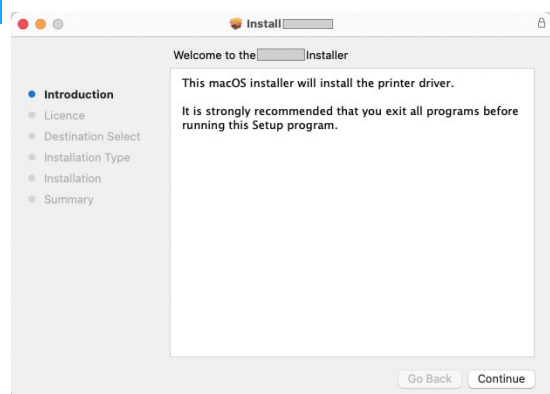 Install
Welcome to the Installer
Introduction
Licence
Destination Select
Installation Type
Installation
Summary
This macOS installer will install the printer driver.
It is strongly recommended that you exit all programs before
running this Setup program.
Go Back
Continue